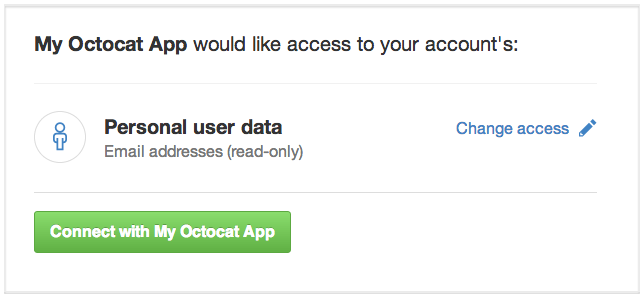 My Octocat App would like access to your account's:
Personal user data
Change access
Email addresses (read-only)
Connect with My Octocat App